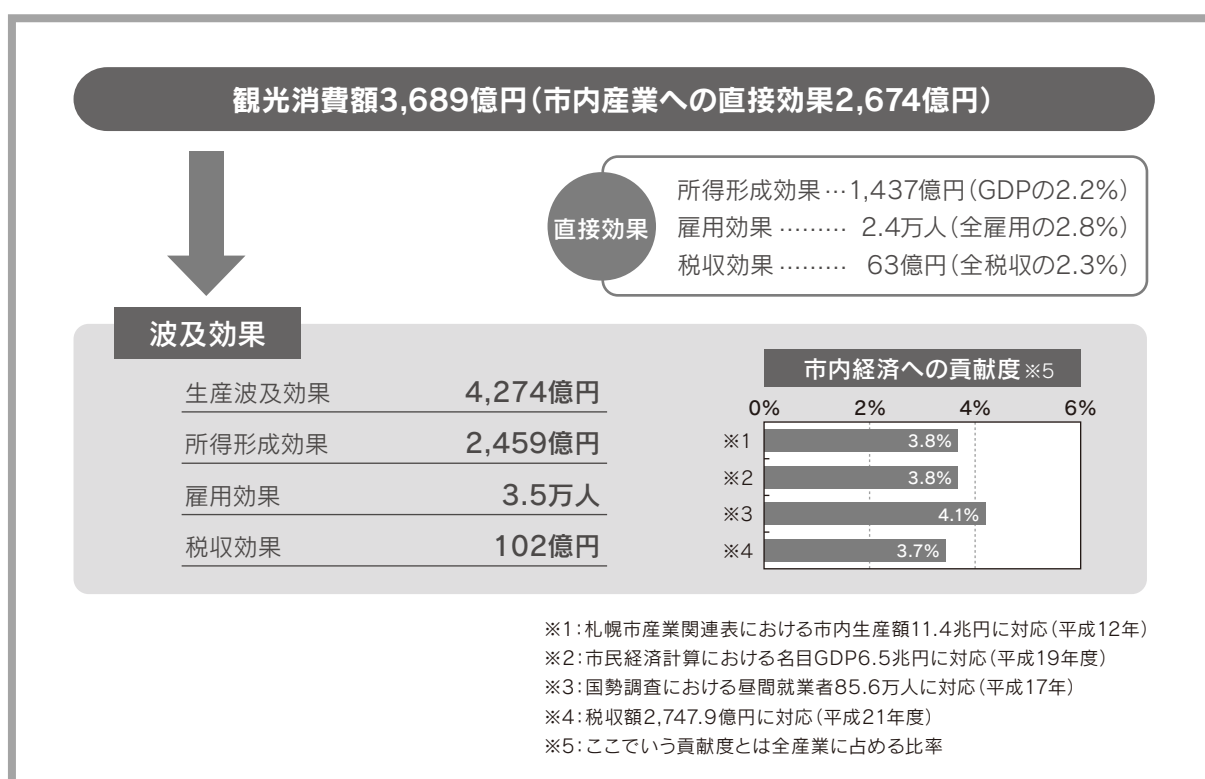 観光消費額3,689億円(市内産業への直接効果2,674億円)
直接効果
所得形成効果…1,437億円(GDPの2.2%)
雇用効果……… 2.4万人(全雇用の2.8%)
税収効果……… 63億円(全税収の2.3%)
波及効果
生産波及効果 4,274億円
所得形成効果 2,459億円
雇用効果 3.5万人
税収効果 102億円
市内経済への貢献度※5
0% 2% 4% 6%
※1 3.8%
※2 3.8%
※3 4.1%
※4 3.7%
※1:札幌市産業関連表における市内生産額11.4兆円に対応(平成12年)
※2:市民経済計算における名目GDP6.5兆円に対応(平成19年度)
※3:国勢調査における昼間就業者85.6万人に対応(平成17年)
※4:税収額2,747.9億円に対応(平成21年度)
※5:ここでいう貢献度とは全産業に占める比率